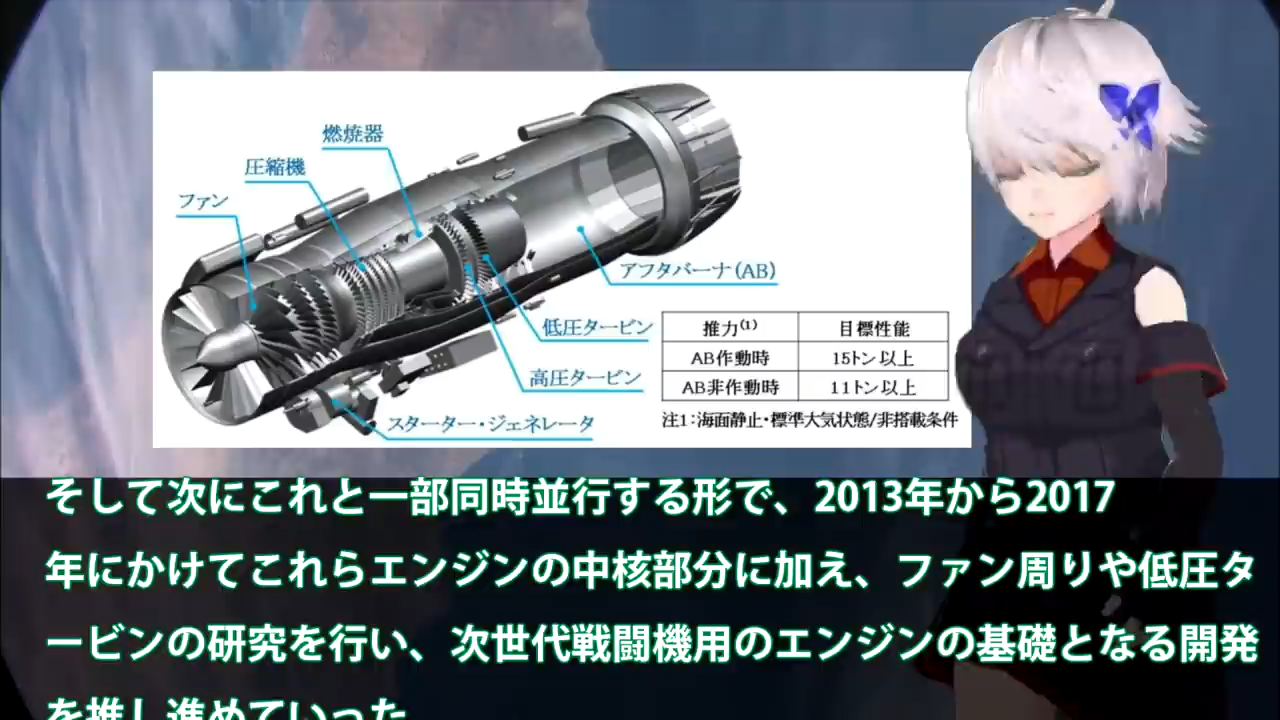 燃焼器
圧縮機
ファン
アフタバーナ(AB)
低圧タービン
高圧タービン
スターター・ジェネレータ
推力(1) 目標性能
AB作動時 15トン以上
AB非作動時 11トン以上
注1:海面静止・標準大気状態/非搭載条件
そして次にこれと一部同時並行する形で、2013年から2017
年にかけてこれらエンジンの中核部分に加え、ファン周りや低圧タ
ービンの研究を行い、次世代戦闘機用のエンジンの基礎となる開発
を推し進めていった